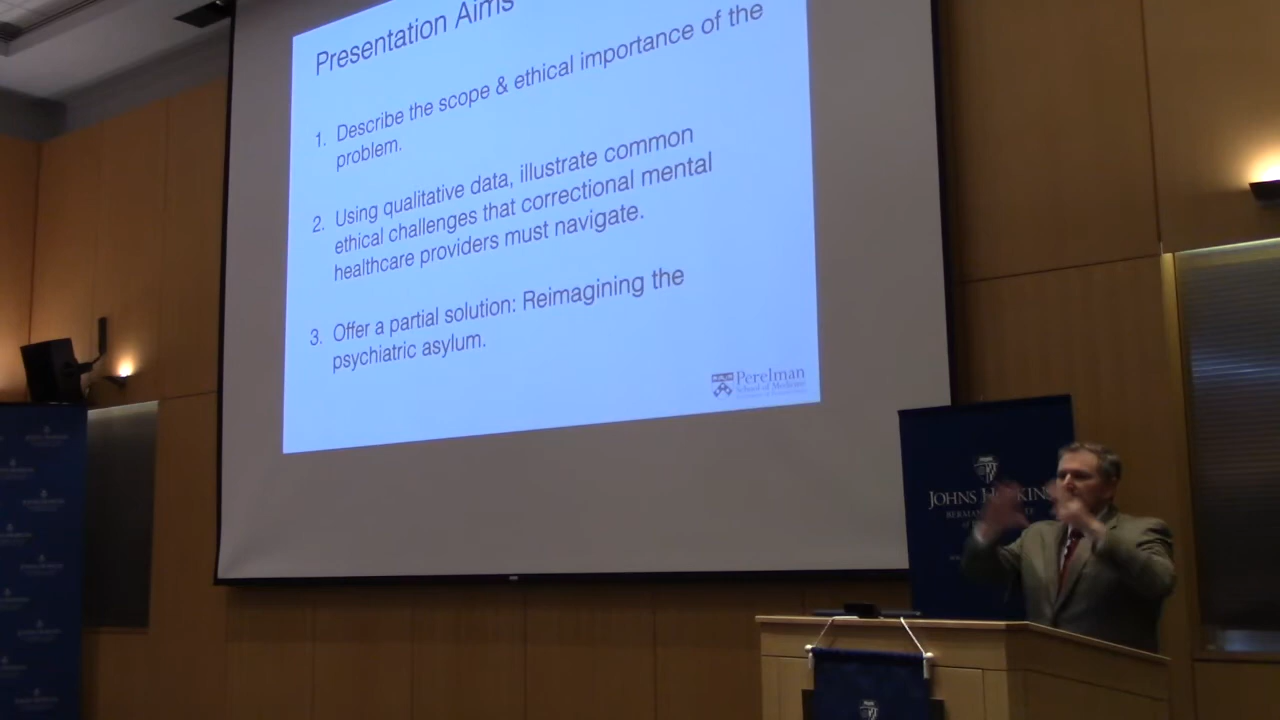 Presentation Aims
1. Describe the scope & ethical importance of the
problem.
2. Using qualitative data, illustrate common
ethical challenges that correctional mental
healthcare providers must navigate.
3. Offer a partial solution: Reimagining the
psychiatric asylum.
Perelman
School of Medicine
JOHNS